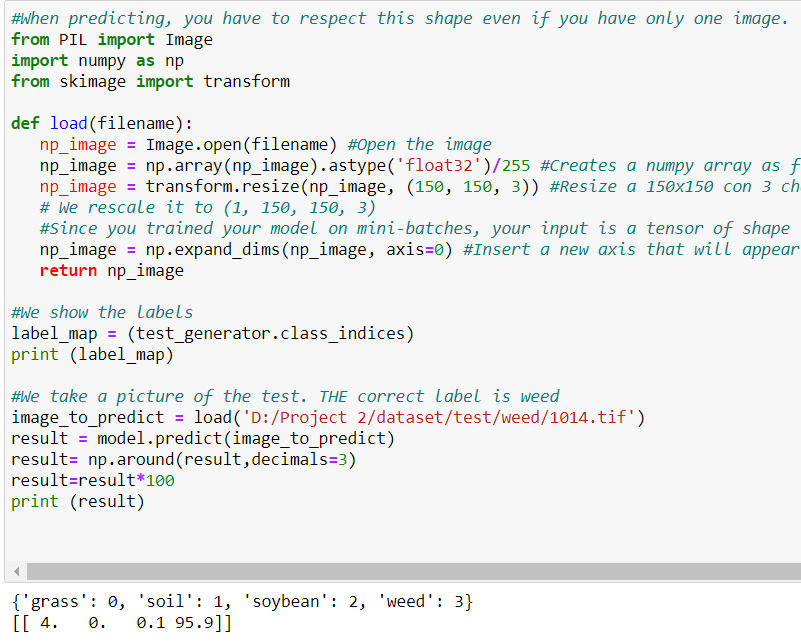 #When predicting, you have to respect this shape even if you have only one image.
from PIL import Image
import numpy as np
from skimage import transform
def load(filename):
np_image = Image.open(filename) #Open the image
np_image = np.array(np_image).astype('float32')/255 #Creates a numpy array as f
np_image = transform.resize(np_image, (150, 150, 3)) #Resize a 150x150 con 3 ch
# We rescale it to (1, 150, 150, 3)
#Since you trained your model on mini-batches, your input is a tensor of shape
np_image = np.expand_dims(np_image, axis=0) #Insert a new axis that will appear
return np_image
#We show the labels
label_map = (test_generator.class_indices)
print (label_map)
#We take a picture of the test. THE correct label is weed
image_to_predict = load('D:/Project 2/dataset/test/weed/1014.tif')
result = model.predict(image_to_predict)
result= np.around(result,decimals=3)
result=result*100
print (result)
{'grass': 0, 'soil': 1, 'soybean': 2, 'weed': 3}
[[ 4.   0.   0.1 95.9]]